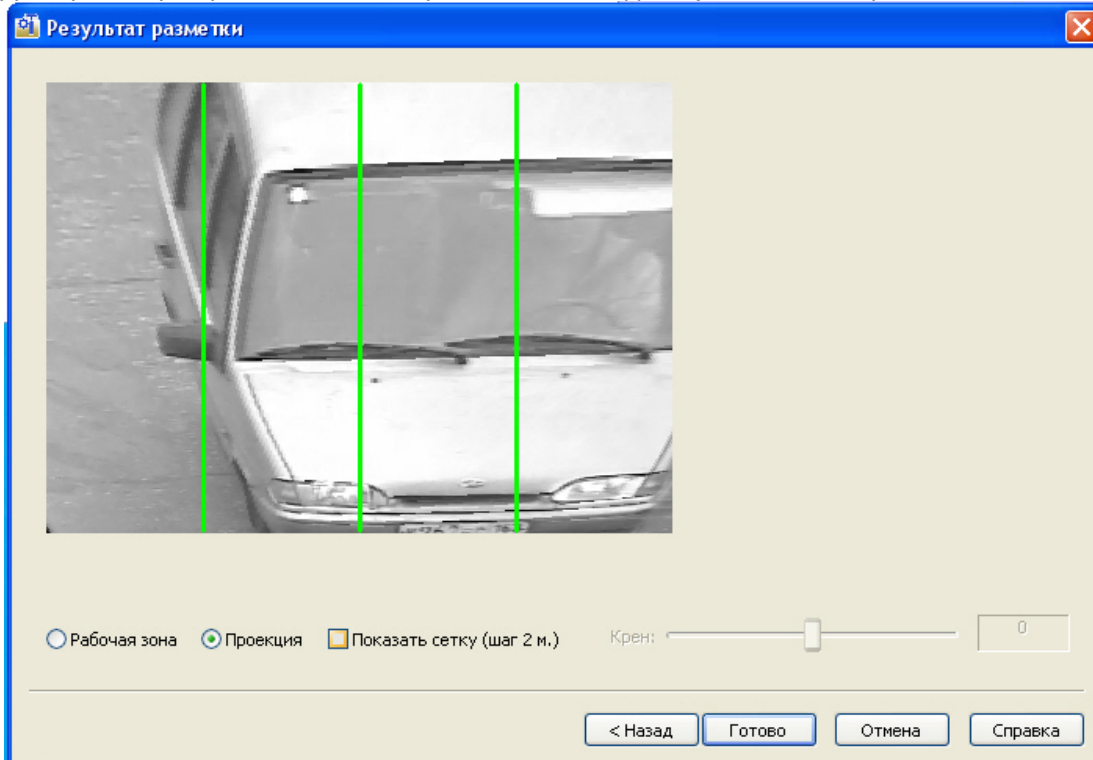 Результат разметки
Рабочая зона Проекция Показать сетку (шаг 2 м.) Крен: 0
< Назад Готово Отмена Справка